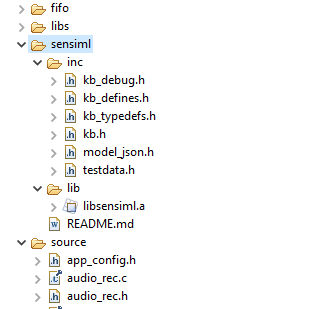 fifo
libs
sensiml
inc
kb_debug.h
kb_defines.h
kb_typedefs.h
kb.h
model_json.h
testdata.h
lib
libsensiml.a
README.md
source
app_config.h
audio_rec.c
audio_rec.h